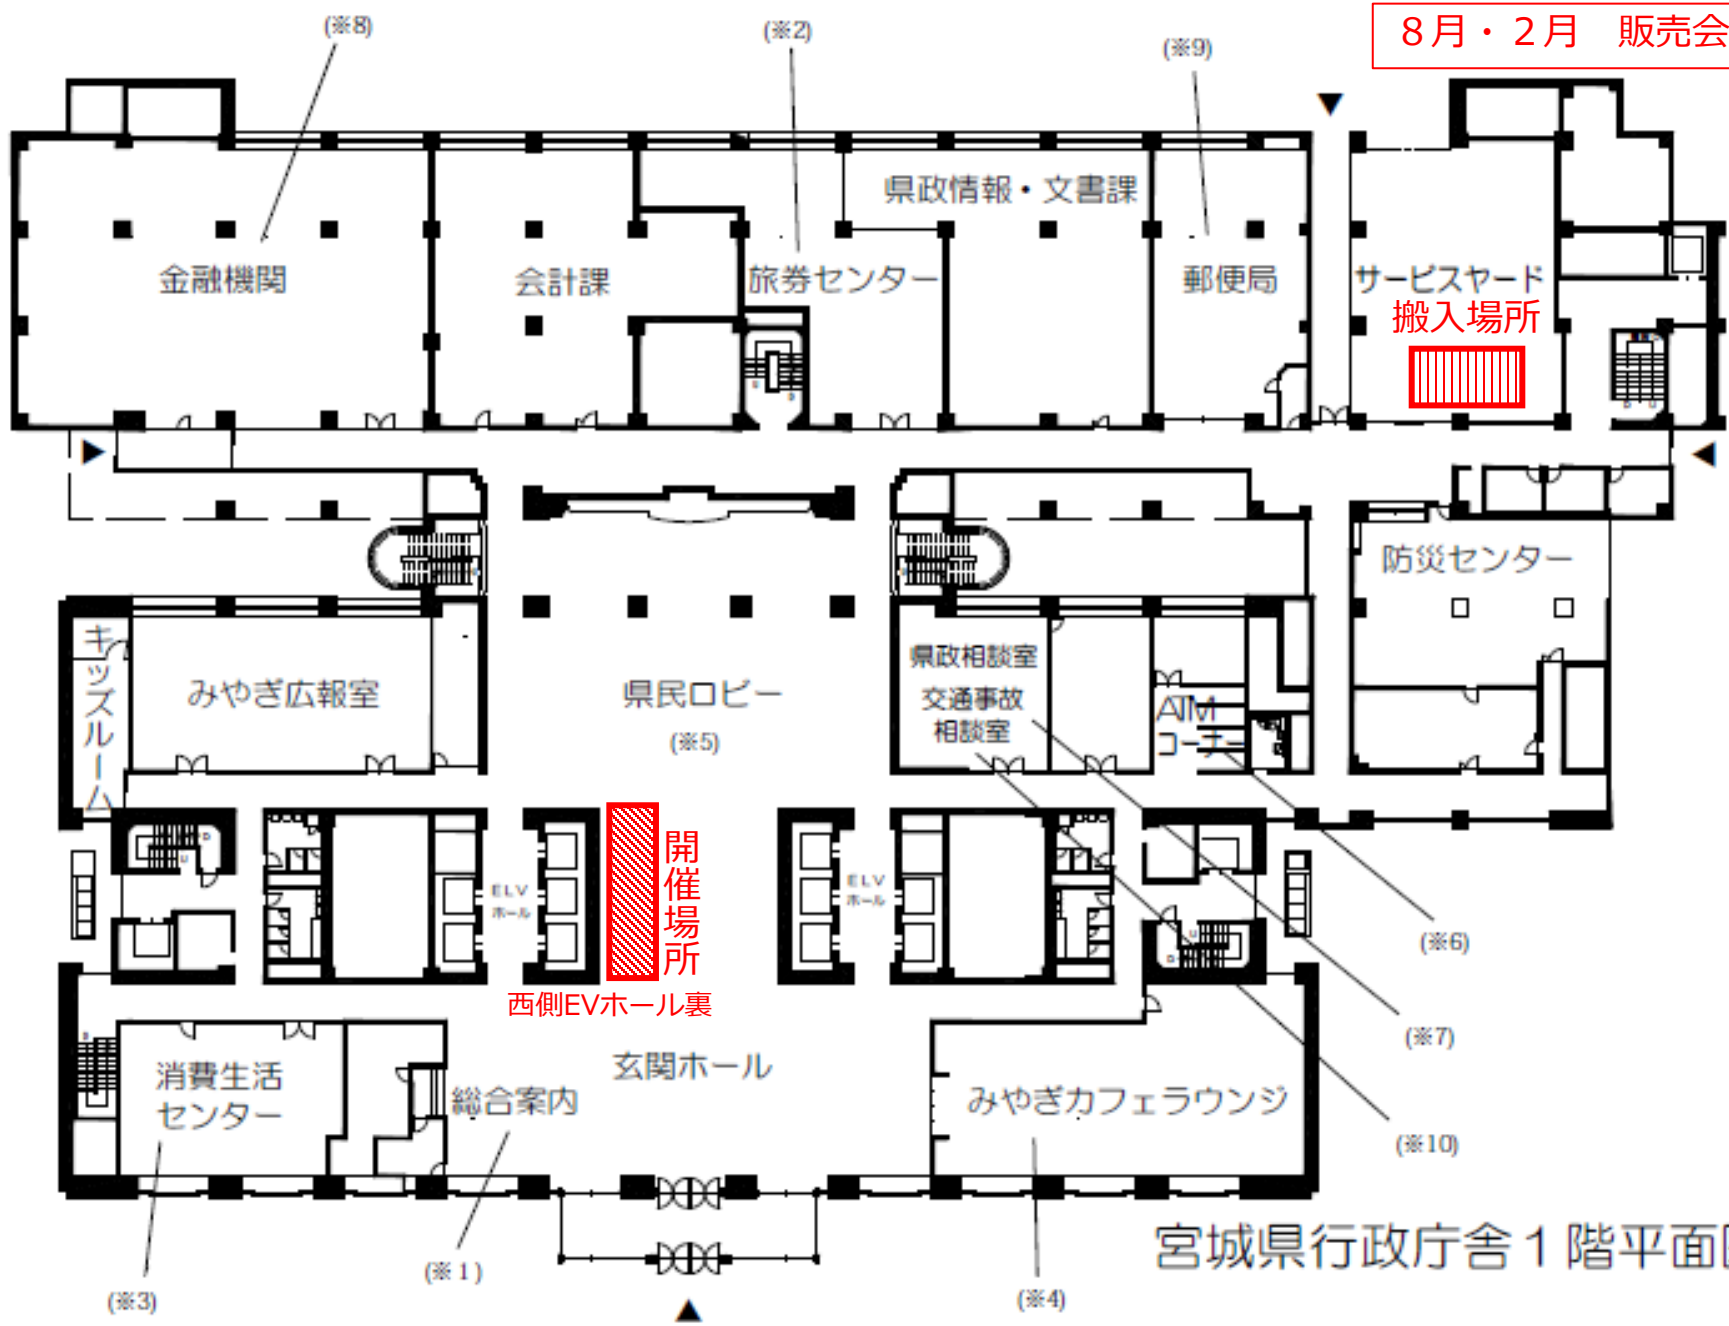 (※8)
(※2)
(※9)
8月・2月　販売会
県政情報・文書課
金融機関
会計課
旅券センター
郵便局
サービスヤード
搬入場所
防災センター
キッズルーム
みやぎ広報室
県民ロビー
(※5)
県政相談室
交通事故
相談室
ATM
コーナー
ELV
ホール
開催場所
ELV
ホール
西側EVホール裏
(※6)
(※7)
(※10)
消費生活
センター
総合案内
玄関ホール
みやぎカフェラウンジ
(※3)
(※1)
(※4)
宮城県行政庁舎1階平面